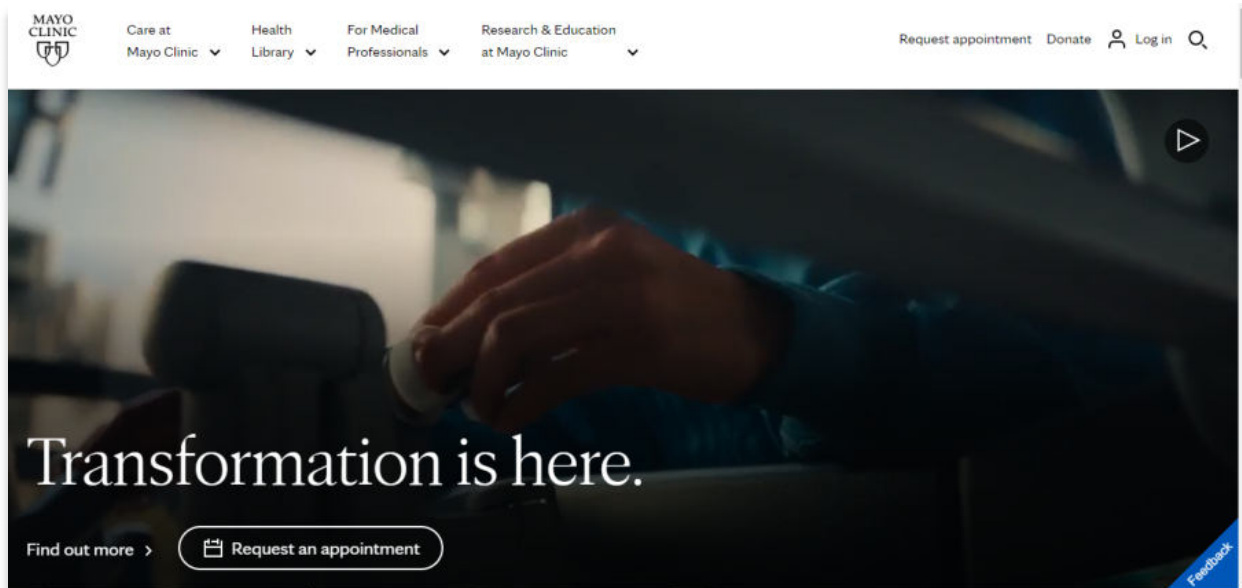 MAYO
CLINIC
Care at
Mayo Clinic
Health
Library
For Medical
Professionals
Research & Education
at Mayo Clinic
Request appointment
Donate
Log in
Transformation is here.
Find out more
Request an appointment
Feedback